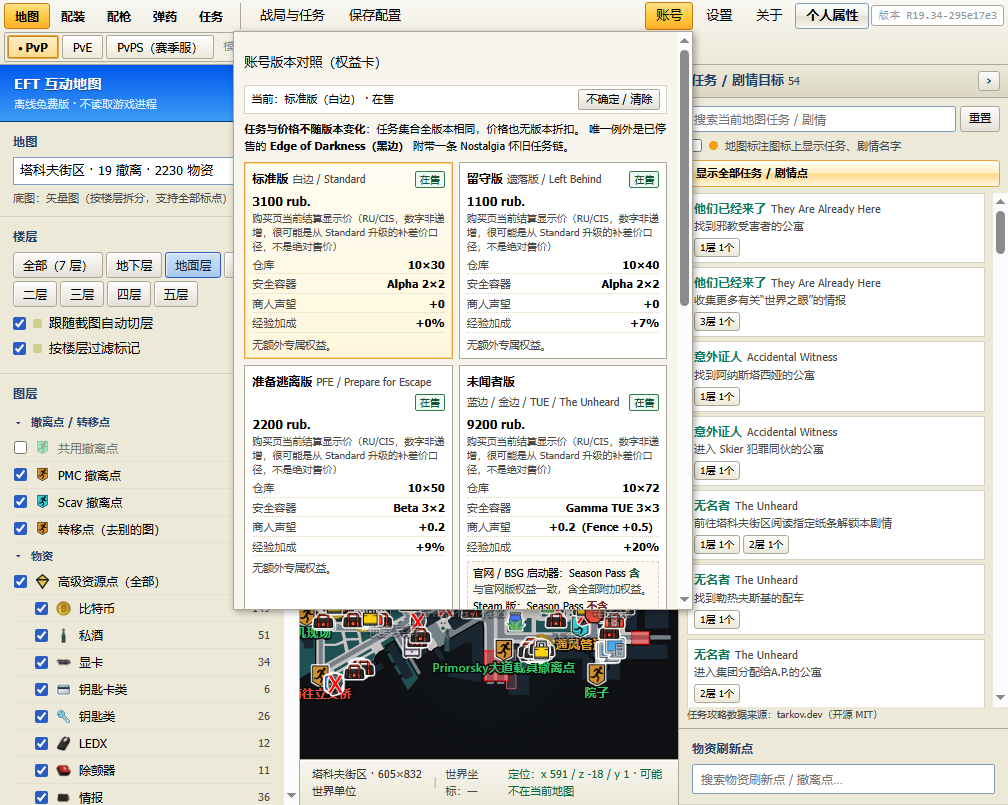 地图 配装 配枪 弹药 任务 战局与任务 保存配置 账号 设置 关于 个人属性 版本 R19.34-295e17e3
• PvP PvE PvPS（赛季服）
EFT 互动地图
离线免费版 · 不读取游戏进程
地图
塔科夫街区 · 19 撤离 · 2230 物资
底图：矢量图（按楼层拆分，支持全部标点）
楼层
全部（7 层） 地下层 地面层
二层 三层 四层 五层
跟随截图自动切层
按楼层过滤标记
图层
撤离点 / 转移点
共用撤离点
PMC 撤离点
Scav 撤离点
转移点（去别的图）
物资
高级资源点（全部）
比特币
私酒 51
显卡 34
钥匙卡类 6
钥匙类 26
LEDX 12
除颤器 11
情报 36
账号版本对照（权益卡）
当前：标准版（白边） · 在售 不确定 / 清除
任务与价格不随版本变化：任务集合全版本相同，价格也无版本折扣。 唯一例外是已停
售的 Edge of Darkness（黑边） 附带一条 Nostalgia 怀旧任务链。
标准版 白边 / Standard 在售
3100 rub.
购买页当前结算显示价（RU/CIS，数字非递
增，很可能是从 Standard 升级的补差价口
径，不是绝对售价）
仓库 10×30
安全容器 Alpha 2×2
商人声望 +0
经验加成 +0%
无额外专属权益。
留守版 遗落版 / Left Behind 在售
1100 rub.
购买页当前结算显示价（RU/CIS，数字非递
增，很可能是从 Standard 升级的补差价口
径，不是绝对售价）
仓库 10×40
安全容器 Alpha 2×2
商人声望 +0
经验加成 +7%
无额外专属权益。
准备逃离版 PFE / Prepare for Escape
在售
2200 rub.
购买页当前结算显示价（RU/CIS，数字非递
增，很可能是从 Standard 升级的补差价口
径，不是绝对售价）
仓库 10×50
安全容器 Beta 3×2
商人声望 +0.2
经验加成 +9%
无额外专属权益。
未闻者版
蓝边 / 金边 / TUE / The Unheard 在售
9200 rub.
购买页当前结算显示价（RU/CIS，数字非递
增，很可能是从 Standard 升级的补差价口
径，不是绝对售价）
仓库 10×72
安全容器 Gamma TUE 3×3
商人声望 +0.2（Fence +0.5）
经验加成 +20%
官网 / BSG 启动器：Season Pass 含
与官网版权益一致，含全部附加权益。
Steam 版：Season Pass 不含
通风管
Primorsky大道载具撤离点
院子
塔科夫街区 · 605×832
世界单位
世界坐
标：—
定位：x 591 / z -18 / y 1 · 可能
不在当前地图
任务 / 剧情目标 54
搜索当前地图任务 / 剧情 重置
地图标注图标上显示任务、剧情名字
显示全部任务 / 剧情点
他们已经来了 They Are Already Here
找到邪教受害者的公寓
1层 1个
他们已经来了 They Are Already Here
收集更多有关“世界之眼”的情报
3层 1个
意外证人 Accidental Witness
找到阿纳斯塔西娅的公寓
1层 1个
意外证人 Accidental Witness
进入 Skier 犯罪同伙的公寓
1层 1个
无名者 The Unheard
前往塔科夫街区阅读指定纸条解锁本剧情
1层 1个 2层 1个
无名者 The Unheard
找到勒热夫斯基的配车
1层 1个
无名者 The Unheard
进入集团分配给A.P.的公寓
2层 1个
任务攻略数据来源：tarkov.dev（开源 MIT）
物资刷新点
搜索物资刷新点 / 撤离点...